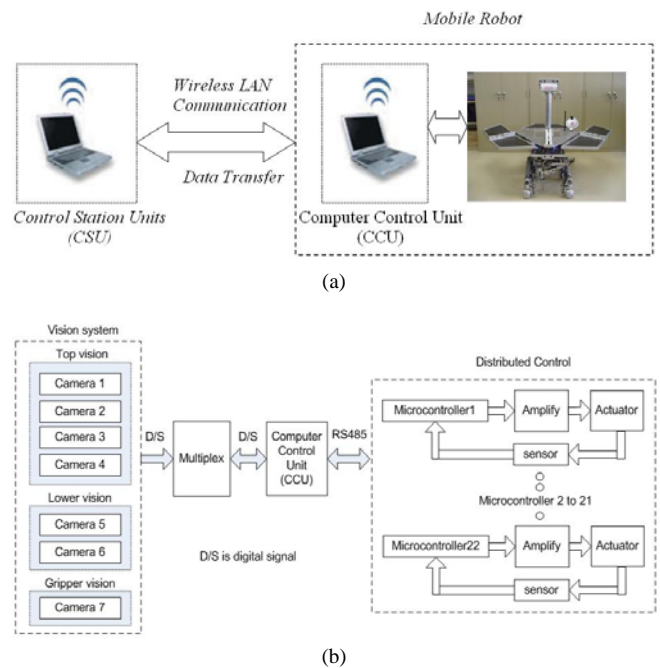 Mobile Robot
Wireless LAN
Communication
Data Transfer
Control Station Units
(CSU)
Computer Control Unit
(CCU)
(a)
Vision system
Top vision
Camera 1
Camera 2
Camera 3
Camera 4
Lower vision
Camera 5
Camera 6
Gripper vision
Camera 7
D/S
Multiplex
D/S
Computer
Control
Unit
(CCU)
RS485
D/S is digital signal
Distributed Control
Microcontroller1
Amplify
Actuator
sensor
Microcontroller 2 to 21
Microcontroller22
Amplify
Actuator
sensor
(b)